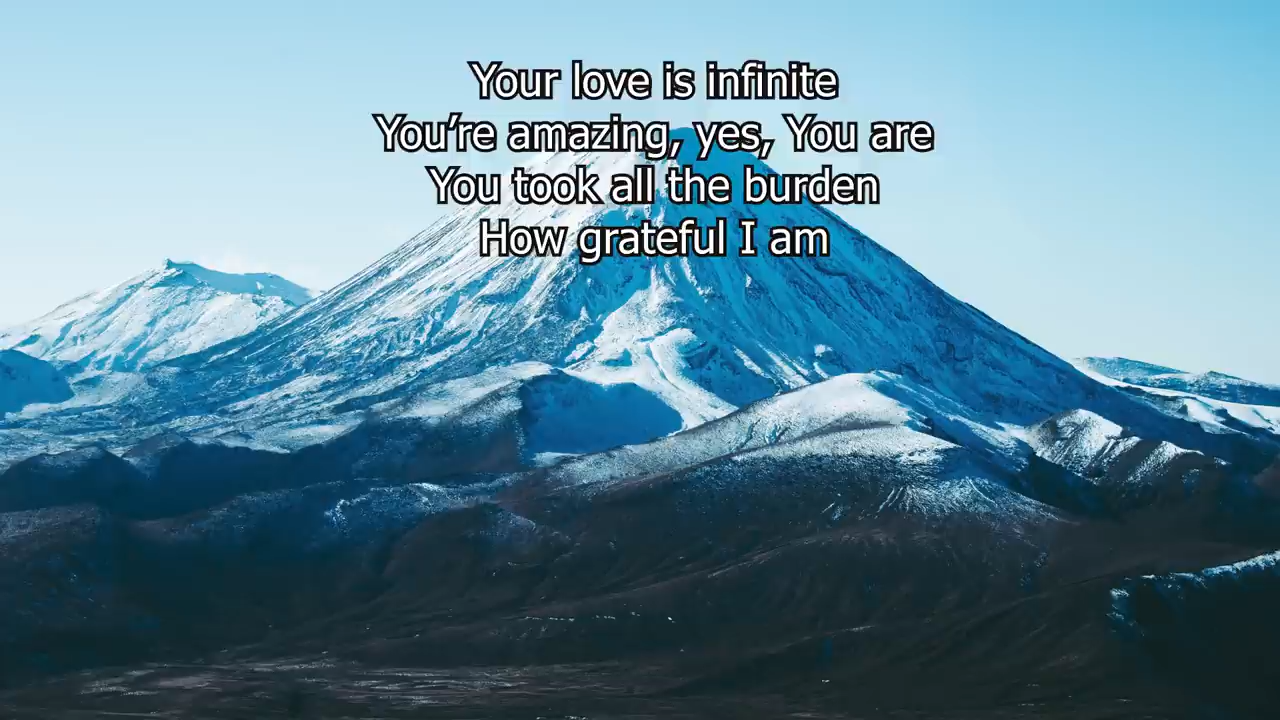 Your love is infinite
You’re amazing, yes, You are
You took all the burden
How grateful I am